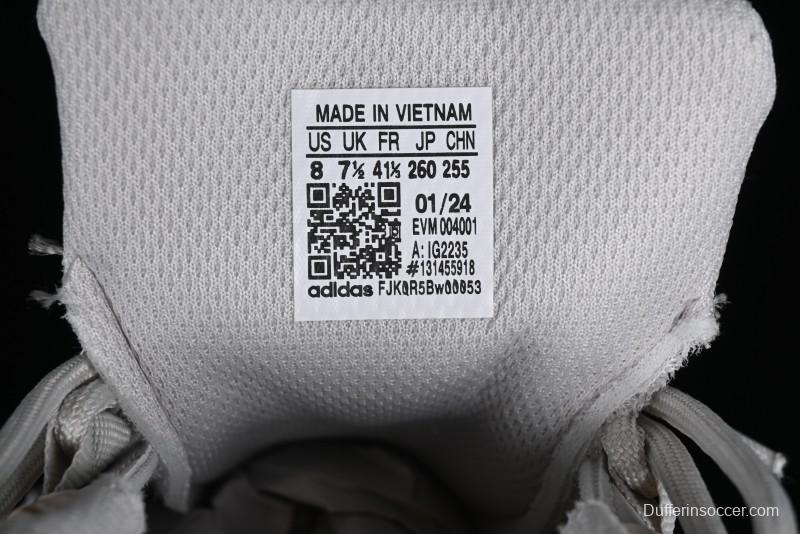 MADE IN VIETNAM
US UK FR JP CHN
8 7½ 41⅓ 260 255
01/24
EVM 004001
A: IG2235
#131455918
adidas FJK0R5Bw00053
Dufferinsoccer.com